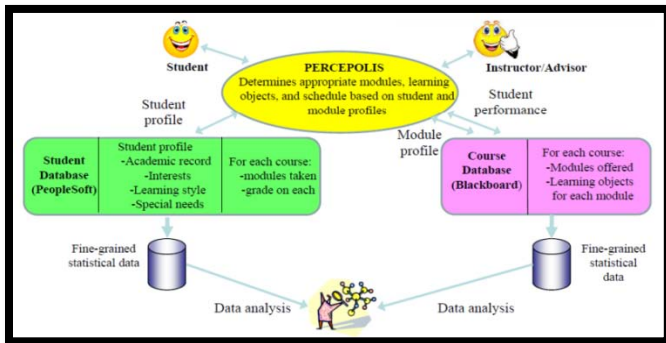 Student
PERCEPOLIS
Determines appropriate modules, learning
objects, and schedule based on student and
module profiles
Instructor/Advisor
Student
profile
Student
performance
Module
profile
Student
Database
(PeopleSoft)
Student profile
-Academic record
-Interests
-Learning style
-Special needs
For each course:
-modules taken
-grade on each
Course
Database
(Blackboard)
For each course:
-Modules offered
-Learning objects
for each module
Fine-grained
statistical data
Fine-grained
statistical
data
Data analysis
Data analysis